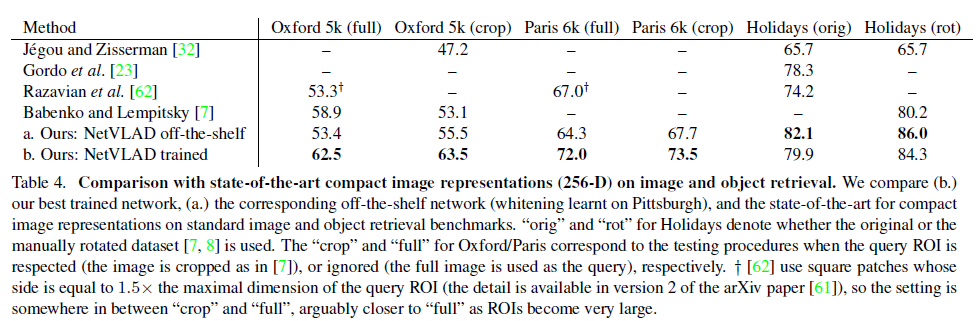 Method Oxford 5k (full) Oxford 5k (crop) Paris 6k (full) Paris 6k (crop) Holidays (orig) Holidays (rot)
Jégou and Zisserman [32] – 47.2 – – 65.7 65.7
Gordo et al. [23] – – – – 78.3 –
Razavian et al. [62] 53.3† – 67.0† – 74.2 –
Babenko and Lempitsky [7] 58.9 53.1 – – – 80.2
a. Ours: NetVLAD off-the-shelf 53.4 55.5 64.3 67.7 82.1 86.0
b. Ours: NetVLAD trained 62.5 63.5 72.0 73.5 79.9 84.3
Table 4. Comparison with state-of-the-art compact image representations (256-D) on image and object retrieval. We compare (b.)
our best trained network, (a.) the corresponding off-the-shelf network (whitening learnt on Pittsburgh), and the state-of-the-art for compact
image representations on standard image and object retrieval benchmarks. “orig” and “rot” for Holidays denote whether the original or the
manually rotated dataset [7, 8] is used. The “crop” and “full” for Oxford/Paris correspond to the testing procedures when the query ROI is
respected (the image is cropped as in [7]), or ignored (the full image is used as the query), respectively. † [62] use square patches whose
side is equal to 1.5× the maximal dimension of the query ROI (the detail is available in version 2 of the arXiv paper [61]), so the setting is
somewhere in between “crop” and “full”, arguably closer to “full” as ROIs become very large.